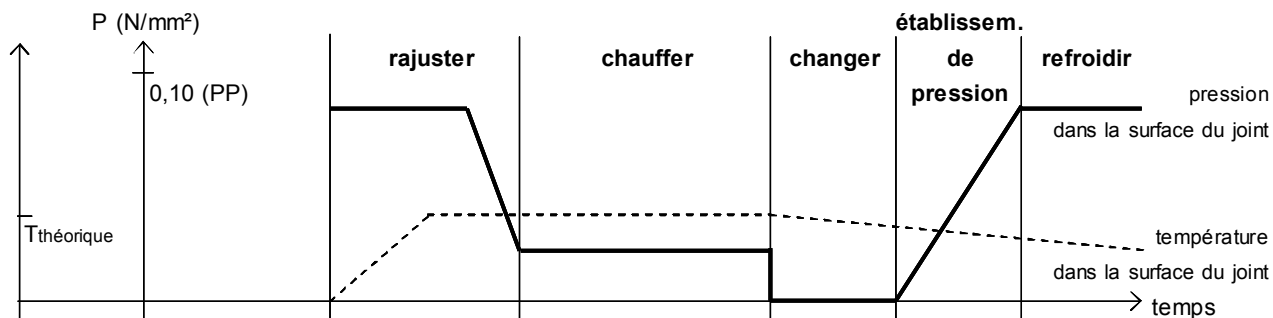 P (N/mm²)
0,10 (PP)
Tthéorique
rajuster
chauffer
changer
établissem.
de
pression
refroidir
pression
dans la surface du joint
température
dans la surface du joint
temps